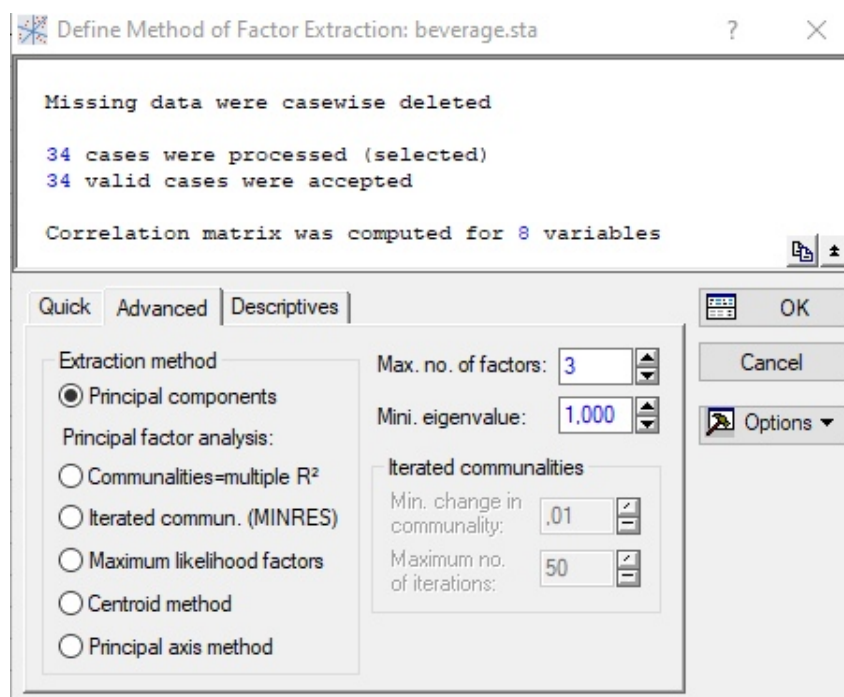 Define Method of Factor Extraction: beverage.sta
Missing data were casewise deleted
34 cases were processed (selected)
34 valid cases were accepted
Correlation matrix was computed for 8 variables
Quick Advanced Descriptives
Extraction method
Principal components
Principal factor analysis:
Communalities=multiple R²
Iterated commun. (MINRES)
Maximum likelihood factors
Centroid method
Principal axis method
Max. no. of factors: 3
Mini. eigenvalue: 1,000
Iterated communalities
Min. change in
communality: ,01
Maximum no.
of iterations: 50
OK
Cancel
Options